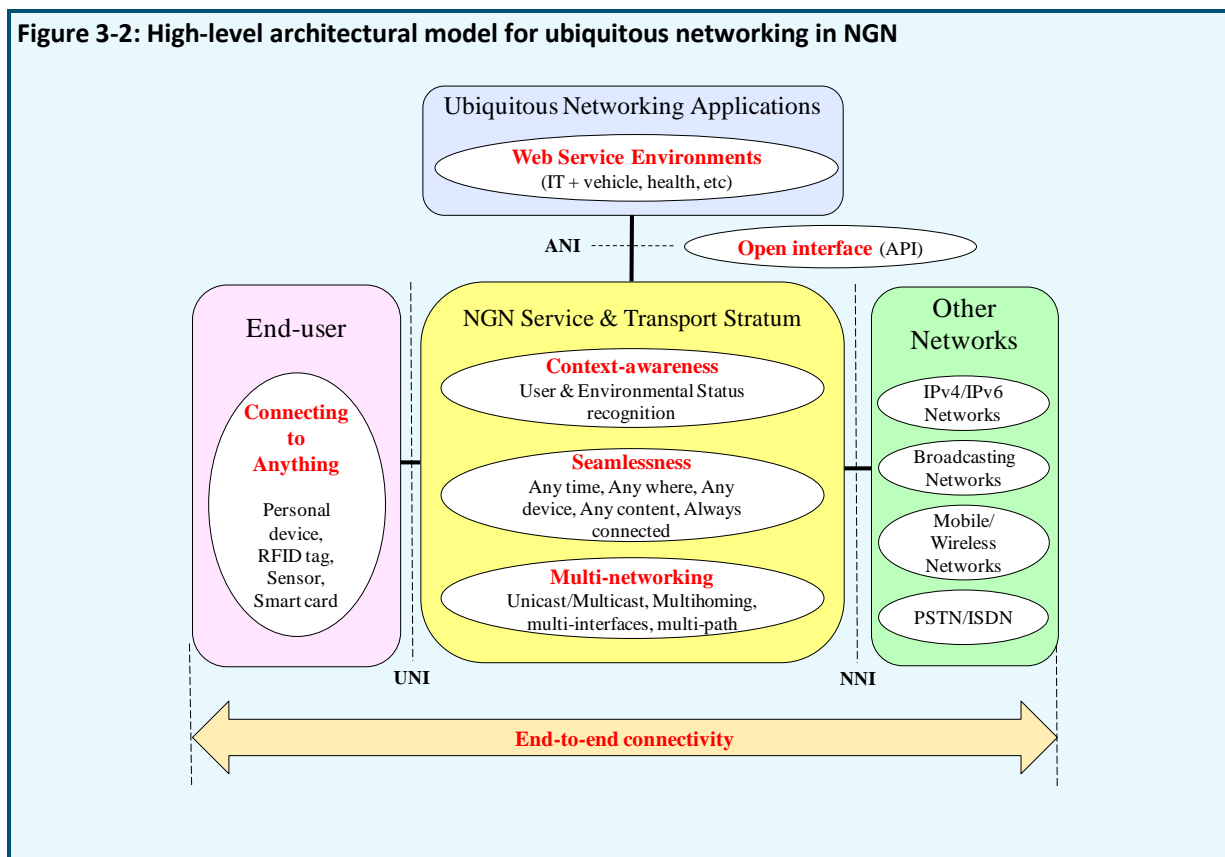 Figure 3-2: High-level architectural model for ubiquitous networking in NGN
Ubiquitous Networking Applications
Web Service Environments
(IT + vehicle, health, etc)
ANI
Open interface (API)
End-user
Connecting
to
Anything
Personal
device,
RFID tag,
Sensor,
Smart card
UNI
NGN Service & Transport Stratum
Context-awareness
User & Environmental Status
recognition
Seamlessness
Any time, Any where, Any
device, Any content, Always
connected
Multi-networking
Unicast/Multicast, Multihoming,
multi-interfaces, multi-path
NNI
Other
Networks
IPv4/IPv6
Networks
Broadcasting
Networks
Mobile/
Wireless
Networks
PSTN/ISDN
End-to-end connectivity